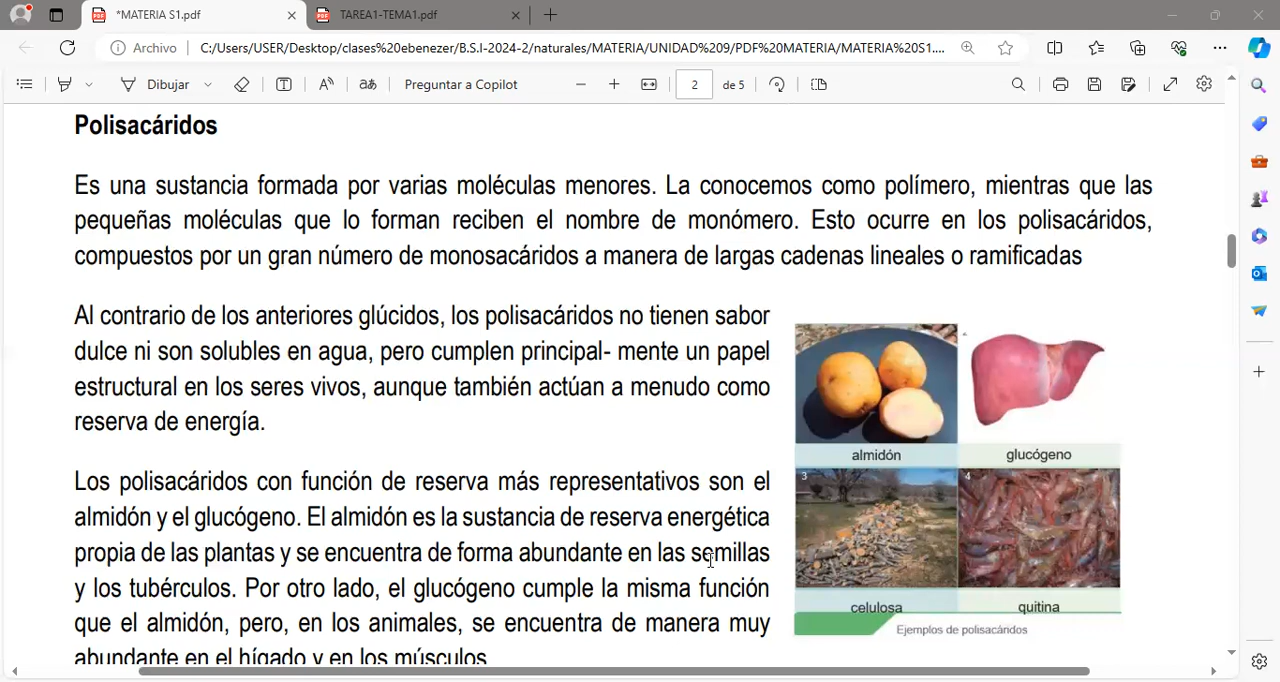 *MATERIA S1.pdf
TAREA1-TEMA1.pdf
Archivo
C:/Users/USER/Desktop/clases%20ebenezer/B.S.I-2024-2/naturales/MATERIA/UNIDAD%209/PDF%20MATERIA/MATERIA%20S1....
Dibujar
Preguntar a Copilot
2
de 5
Polisacáridos
Es una sustancia formada por varias moléculas menores. La conocemos como polímero, mientras que las
pequeñas moléculas que lo forman reciben el nombre de monómero. Esto ocurre en los polisacáridos,
compuestos por un gran número de monosacáridos a manera de largas cadenas lineales o ramificadas
Al contrario de los anteriores glúcidos, los polisacáridos no tienen sabor
dulce ni son solubles en agua, pero cumplen principal- mente un papel
estructural en los seres vivos, aunque también actúan a menudo como
reserva de energía.
Los polisacáridos con función de reserva más representativos son el
almidón y el glucógeno. El almidón es la sustancia de reserva energética
propia de las plantas y se encuentra de forma abundante en las semillas
y los tubérculos. Por otro lado, el glucógeno cumple la misma función
que el almidón, pero, en los animales, se encuentra de manera muy
abundante en el hígado y en los músculos
almidón
glucógeno
3
4
celulosa
quitina
Ejemplos de polisacáridos